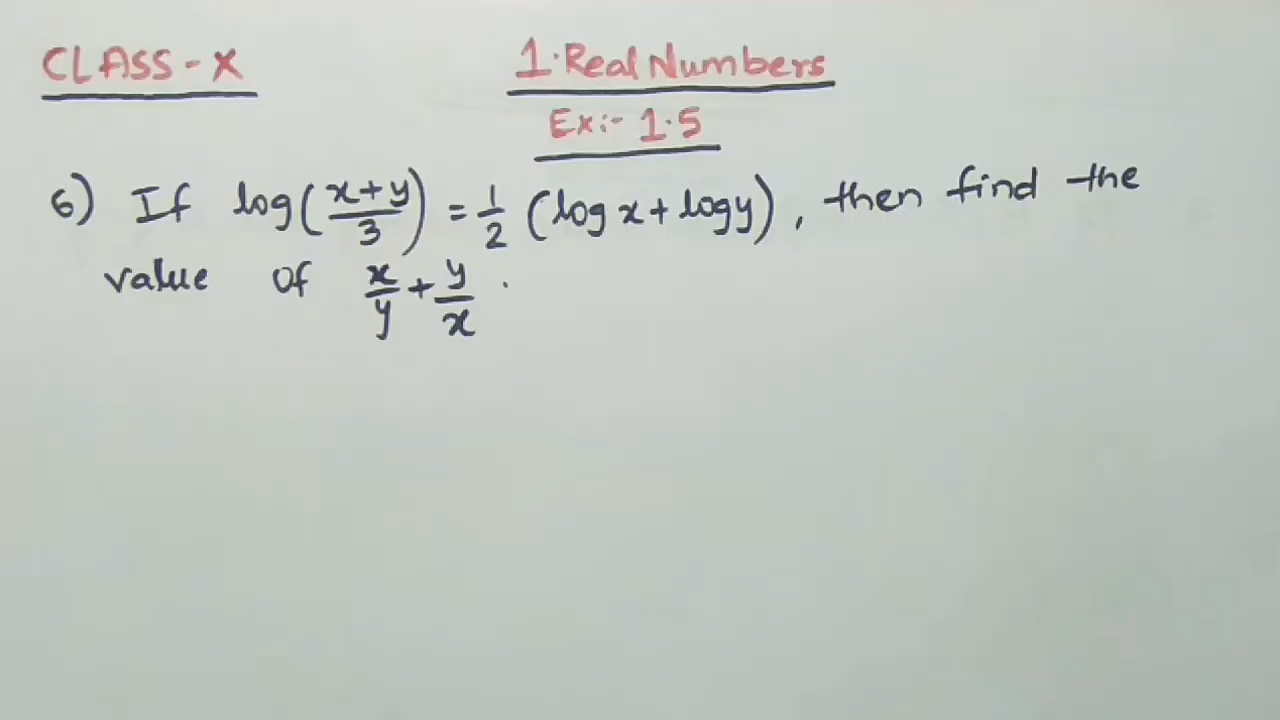 CLASS - X
1. Real Numbers
Ex:- 1.5
6) If log((x+y)/3) = 1/2 (log x + log y), then find the
value of x/y + y/x .